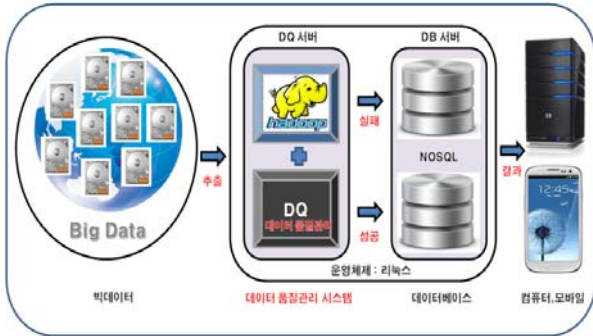 DQ 서버
DB 서버
hadoop
실패
NOSQL
추출
결과
12:45
DQ
데이터 품질관리
성공
Big Data
운영체제 : 리눅스
빅데이터
데이터 품질관리 시스템
데이터베이스
컴퓨터.모바일